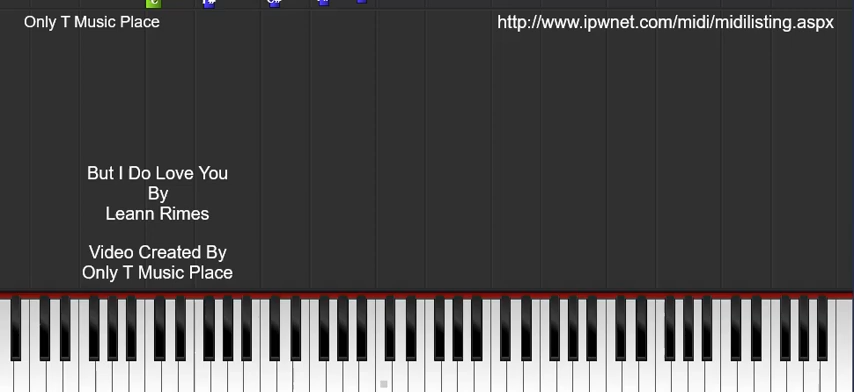 Only T Music Place
http://www.ipwnet.com/midi/midilisting.aspx
But I Do Love You
By
Leann Rimes
Video Created By
Only T Music Place